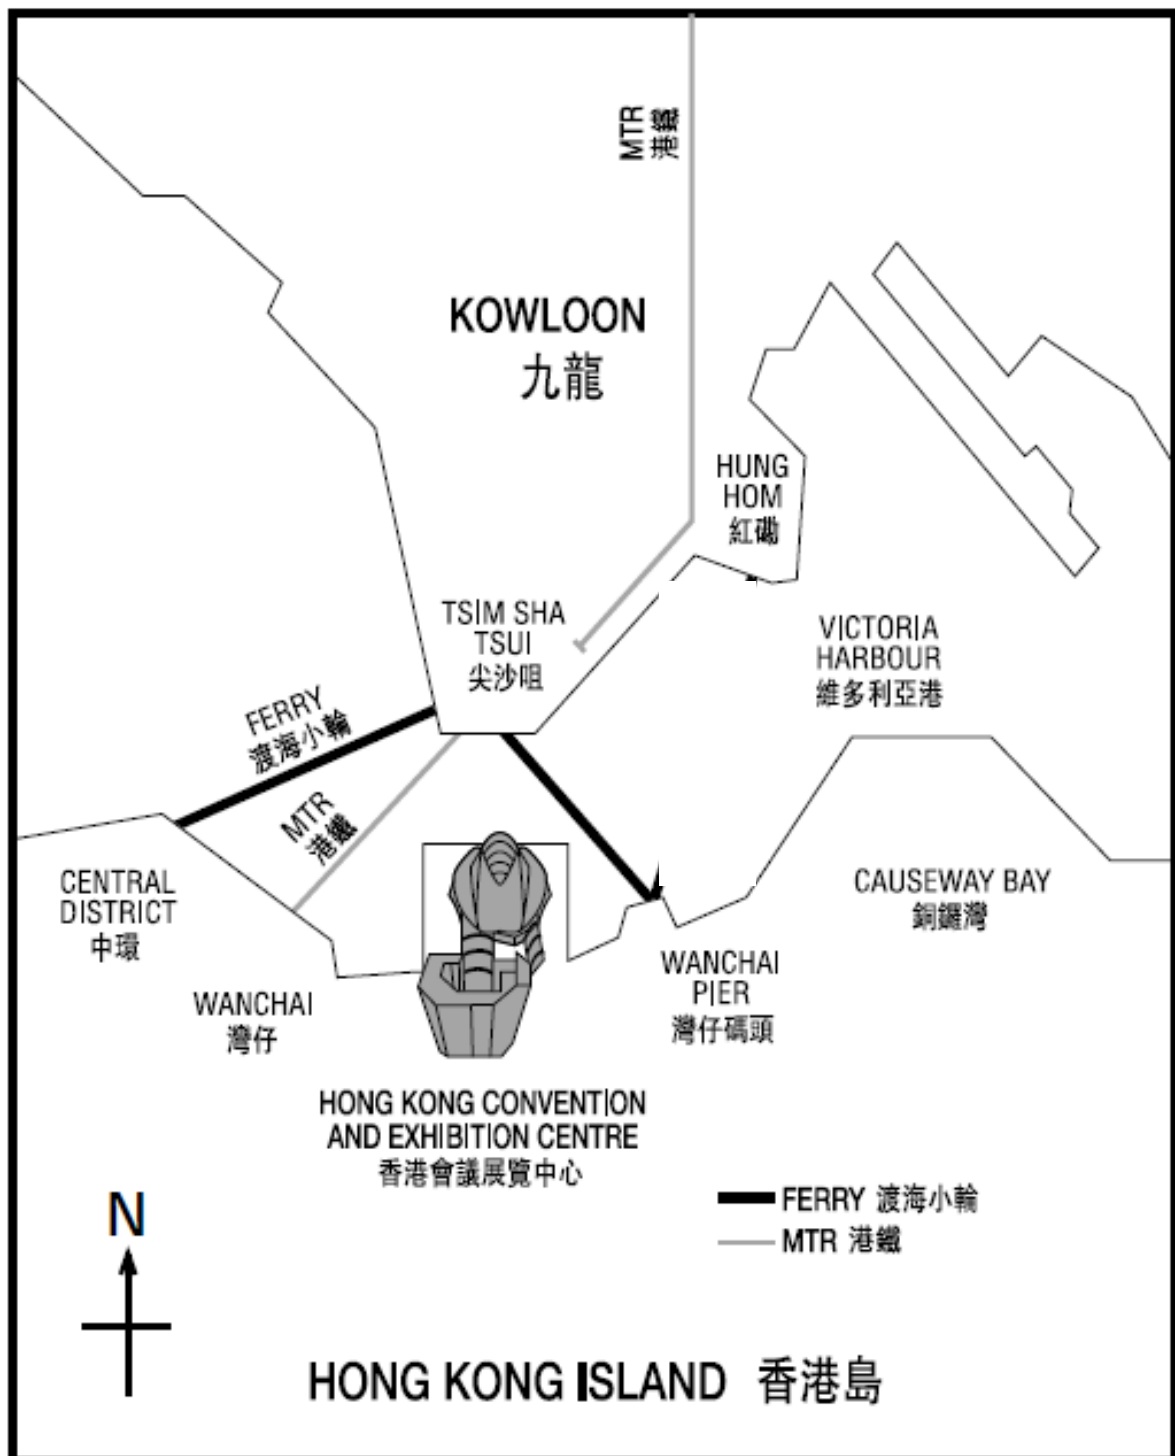 MTR
港鐵
KOWLOON
九龍
HUNG
HOM
紅磡
TSIM SHA
TSUI
尖沙咀
VICTORIA
HARBOUR
維多利亞港
FERRY
渡海小輪
MTR
港鐵
CENTRAL
DISTRICT
中環
CAUSEWAY BAY
銅鑼灣
WANCHAI
灣仔
WANCHAI
PIER
灣仔碼頭
HONG KONG CONVENTION
AND EXHIBITION CENTRE
香港會議展覽中心
FERRY 渡海小輪
MTR 港鐵
N
HONG KONG ISLAND 香港島